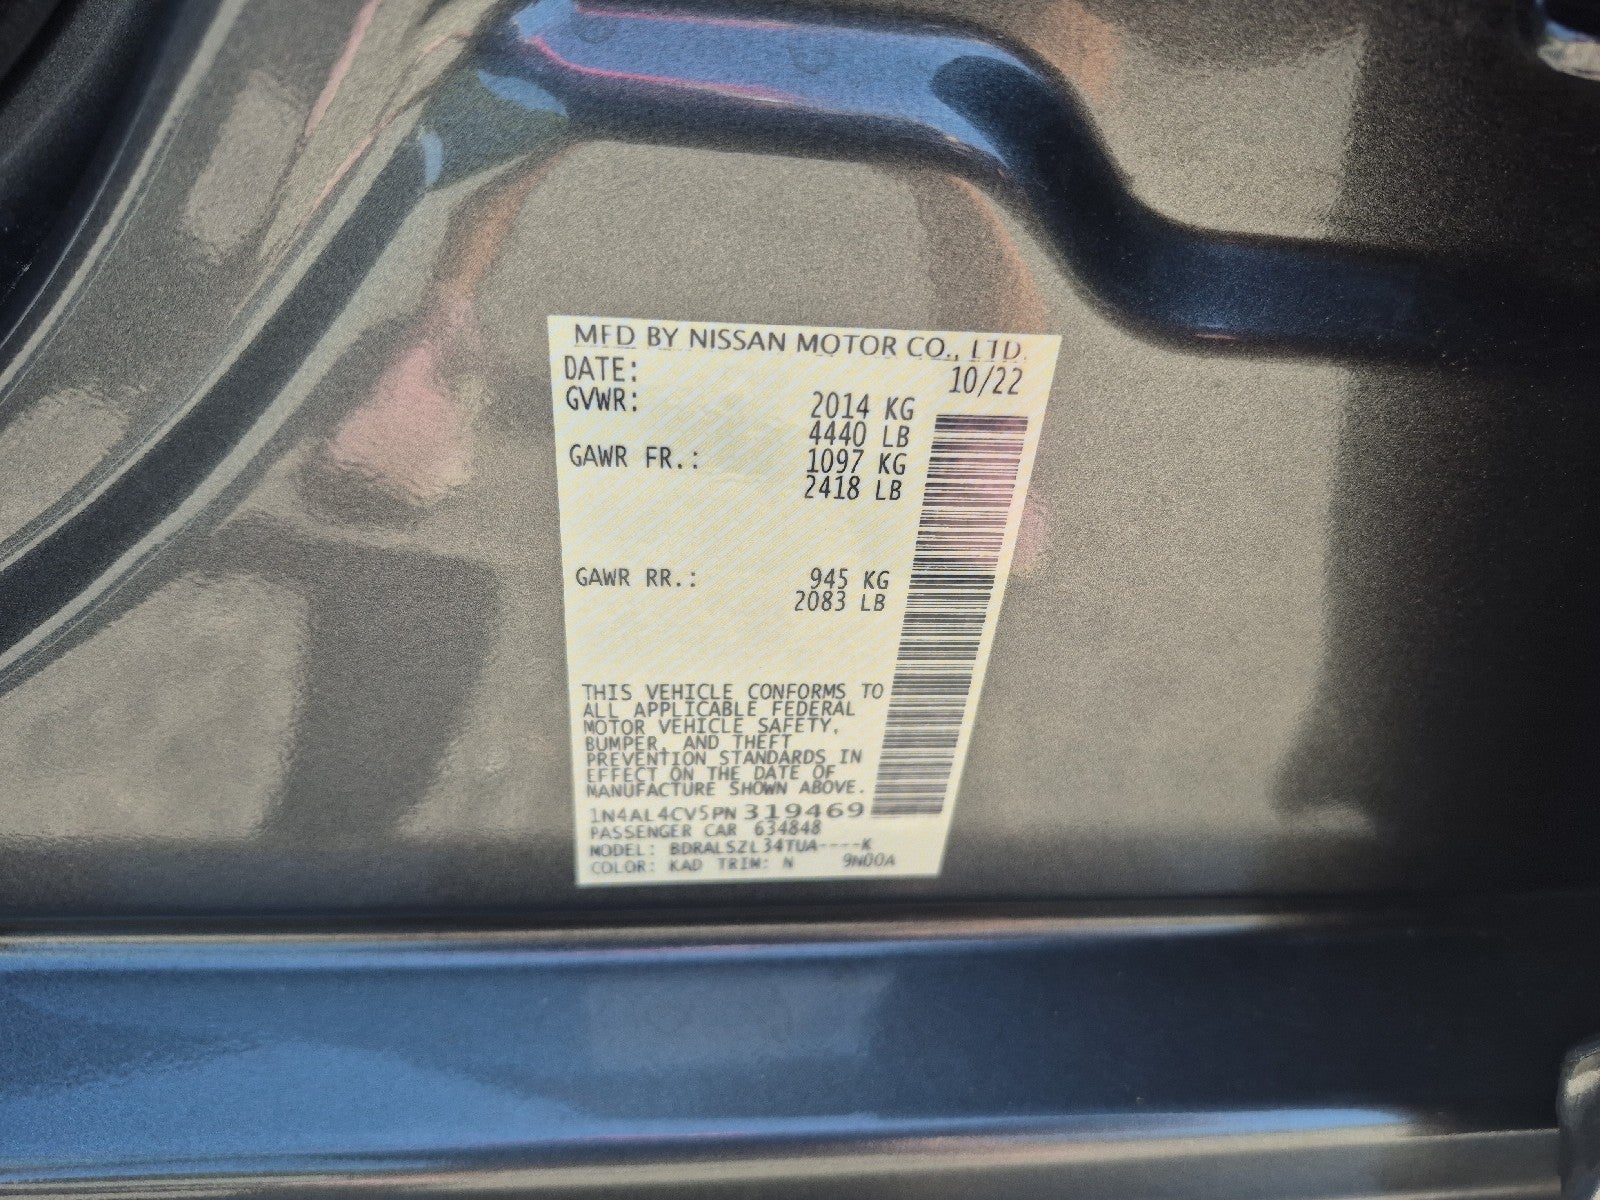 MFD BY NISSAN MOTOR CO., LTD.
DATE: 10/22
GVWR: 2014 KG
4440 LB
GAWR FR.: 1097 KG
2418 LB
GAWR RR.: 945 KG
2083 LB
THIS VEHICLE CONFORMS TO
ALL APPLICABLE FEDERAL
MOTOR VEHICLE SAFETY,
BUMPER, AND THEFT
PREVENTION STANDARDS IN
EFFECT ON THE DATE OF
MANUFACTURE SHOWN ABOVE.
1N4AL4CV5PN319469
PASSENGER CAR 634848
MODEL: BDRALSZL34TUA----K
COLOR: KAD TRIM: N 9N00A